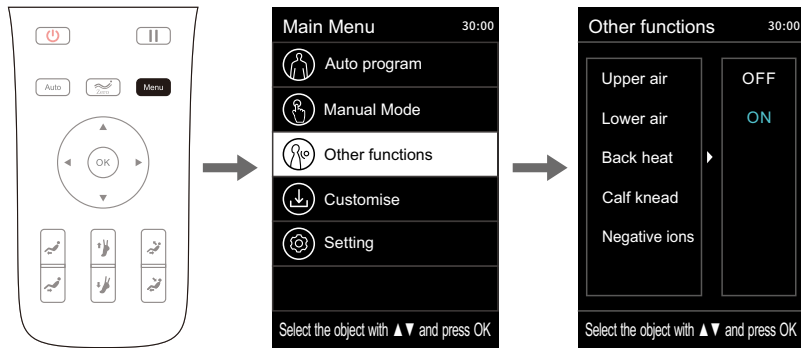 Auto
Zero
Menu
OK
Main Menu 30:00
Auto program
Manual Mode
Other functions
Customise
Setting
Select the object with ▲▼ and press OK
Other functions 30:00
Upper air OFF
Lower air ON
Back heat
Calf knead
Negative ions
Select the object with ▲▼ and press OK